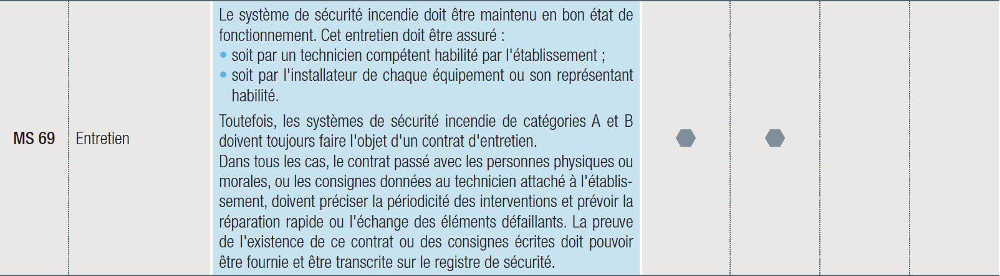 Le système de sécurité incendie doit être maintenu en bon état de
fonctionnement. Cet entretien doit être assuré :
• soit par un technicien compétent habilité par l'établissement ;
• soit par l'installateur de chaque équipement ou son représentant
habilité.
Toutefois, les systèmes de sécurité incendie de catégories A et B
doivent toujours faire l'objet d'un contrat d'entretien.
MS 69 Entretien
Dans tous les cas, le contrat passé avec les personnes physiques ou
morales, ou les consignes données au technicien attaché à l'établis-
sement, doivent préciser la périodicité des interventions et prévoir la
réparation rapide ou l'échange des éléments défaillants. La preuve
de l'existence de ce contrat ou des consignes écrites doit pouvoir
être fournie et être transcrite sur le registre de sécurité.